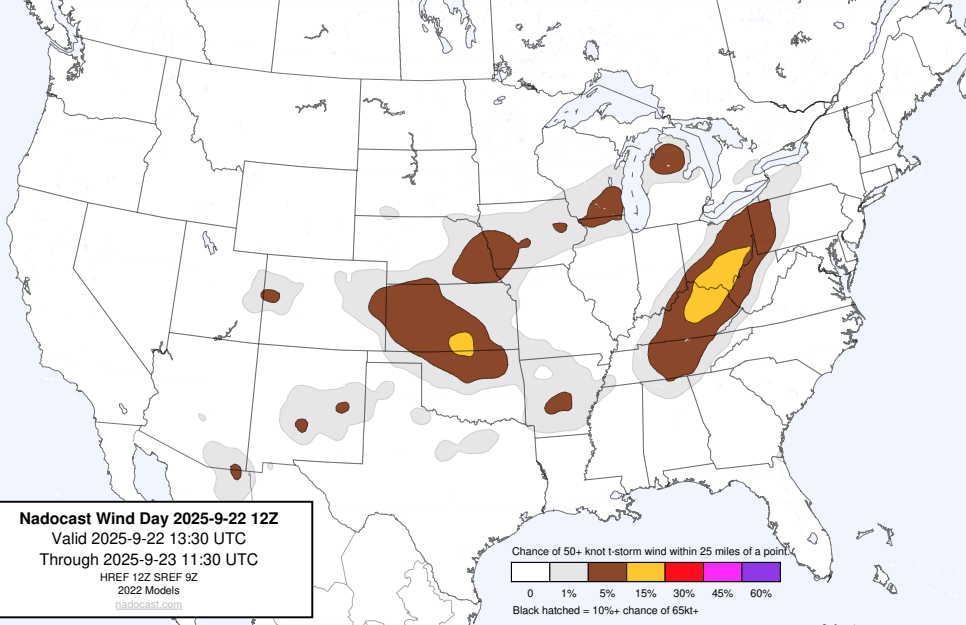 Nadocast Wind Day 2025-9-22 12Z
Valid 2025-9-22 13:30 UTC
Through 2025-9-23 11:30 UTC
HREF 12Z SREF 9Z
2022 Models
nadocast.com
Chance of 50+ knot t-storm wind within 25 miles of a point.
0 1% 5% 15% 30% 45% 60%
Black hatched = 10%+ chance of 65kt+